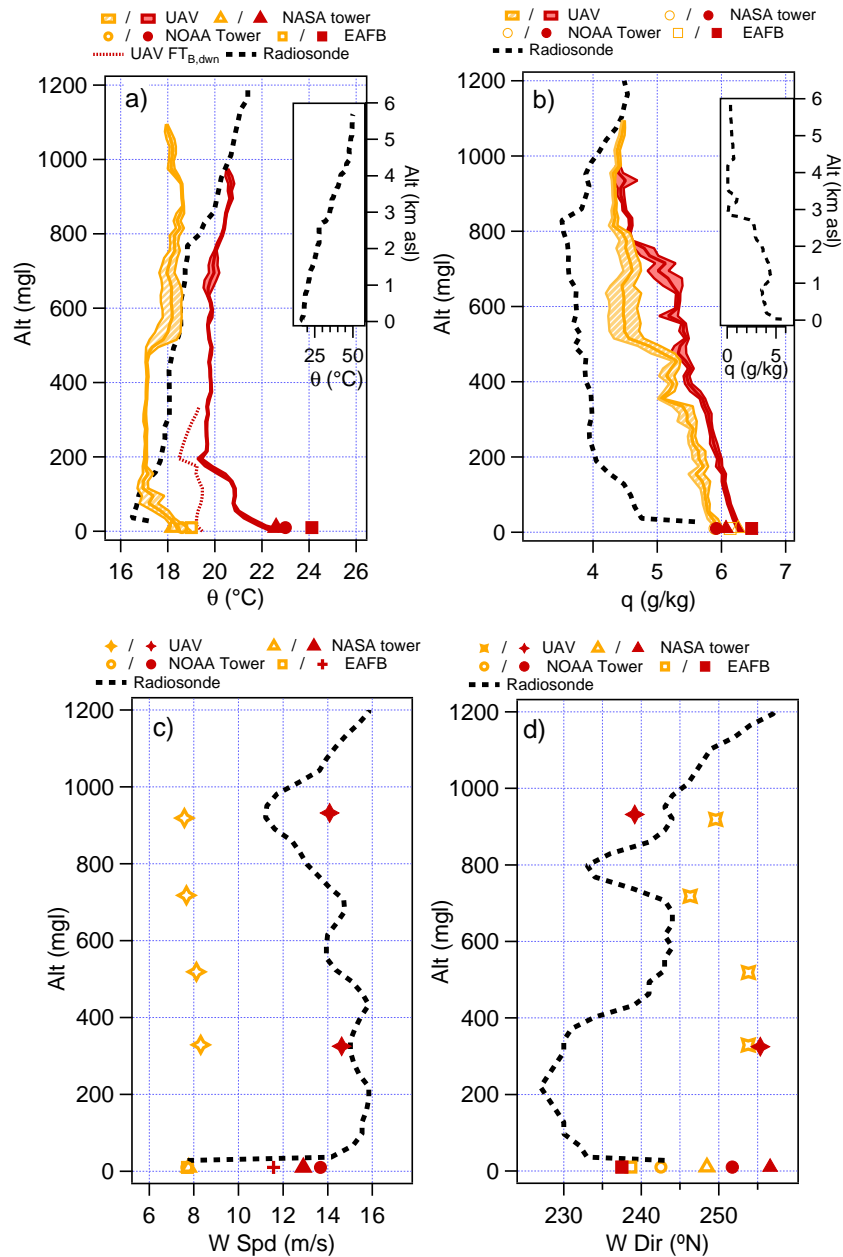 / UAV / NASA tower
/ NOAA Tower / EAFB
UAV FT_B,dwn Radiosonde
a)
1200
1000
800
600
400
200
0
Alt (mgl)
16 18 20 22 24 26
θ (°C)
6
5
4
3
2
1
0
Alt (km asl)
25 50
θ (°C)
/ UAV / NASA tower
/ NOAA Tower / EAFB
Radiosonde
b)
1200
1000
800
600
400
200
0
Alt (mgl)
4 5 6 7
q (g/kg)
6
5
4
3
2
1
0
Alt (km asl)
0 5
q (g/kg)
/ UAV / NASA tower
/ NOAA Tower / EAFB
Radiosonde
c)
1200
1000
800
600
400
200
0
Alt (mgl)
6 8 10 12 14 16
W Spd (m/s)
/ UAV / NASA tower
/ NOAA Tower / EAFB
Radiosonde
d)
1200
1000
800
600
400
200
0
Alt (mgl)
230 240 250
W Dir (ºN)